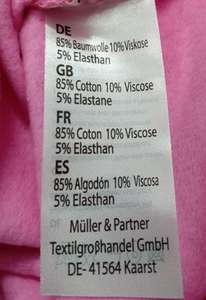 DE
85% Baumwolle 10% Viskose
5% Elasthan
GB
85% Cotton 10% Viscose
5% Elastane
FR
85% Coton 10% Viscose
5% Elasthan
ES
85% Algodón 10% Viscosa
5% Elasthan
Müller & Partner
Textilgroßhandel GmbH
DE- 41564 Kaarst